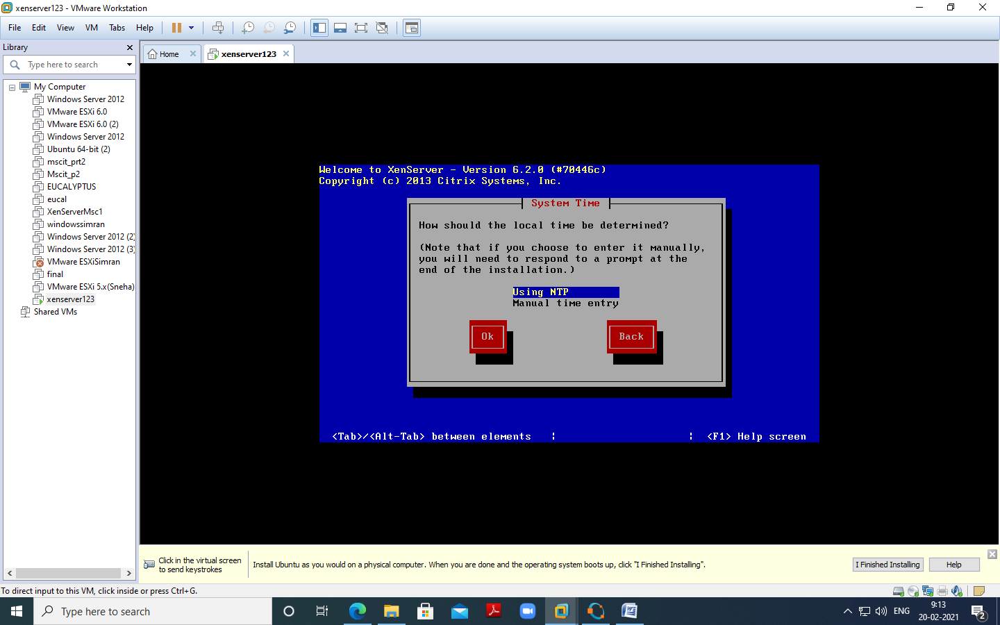 xenserver123 - VMware Workstation
File Edit View VM Tabs Help
Library
Type here to search
Home
xenserver123
My Computer
Windows Server 2012
VMware ESXi 6.0
VMware ESXi 6.0 (2)
Windows Server 2012
Ubuntu 64-bit (2)
mscit_prt2
Mscit_p2
EUCALYPTUS
eucal
XenServerMsc1
windowssimran
Windows Server 2012 (2)
Windows Server 2012 (3)
VMware ESXiSimran
final
VMware ESXi 5.x(Sneha)
xenserver123
Shared VMs
Welcome to XenServer - Version 6.2.0 (#70446c)
Copyright (c) 2013 Citrix Systems, Inc.
System Time
How should the local time be determined?
(Note that if you choose to enter it manually,
you will need to respond to a prompt at the
end of the installation.)
Using NTP
Manual time entry
Ok Back
<Tab>/<Alt-Tab> between elements ¦ ¦ <F1> Help screen
Click in the virtual screen
to send keystrokes
Install Ubuntu as you would on a physical computer. When you are done and the operating system boots up, click "I Finished Installing".
I Finished Installing
Help
To direct input to this VM, click inside or press Ctrl+G.
Type here to search
ENG
9:13
20-02-2021
2